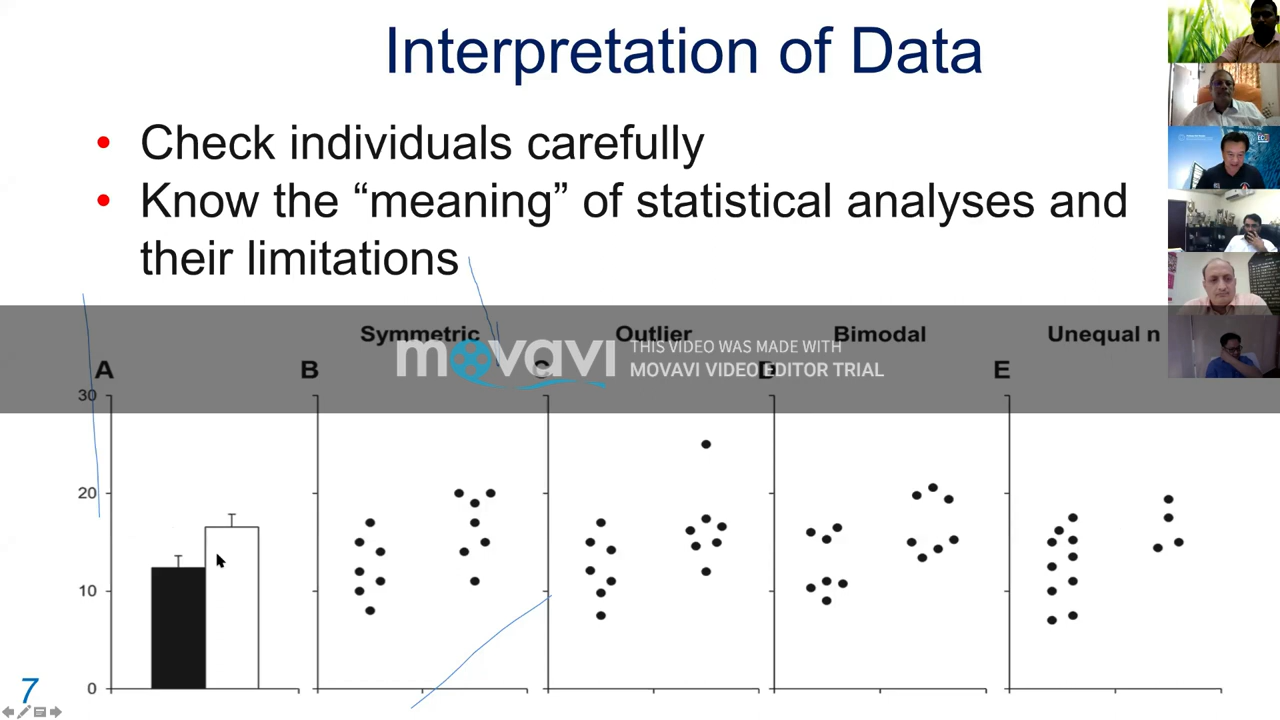 Interpretation of Data
• Check individuals carefully
• Know the “meaning” of statistical analyses and
their limitations
Symmetric Outlier Bimodal Unequal n
movavi
THIS VIDEO WAS MADE WITH
MOVAVI VIDEO EDITOR TRIAL
A B C D E
30
20
10
0
7